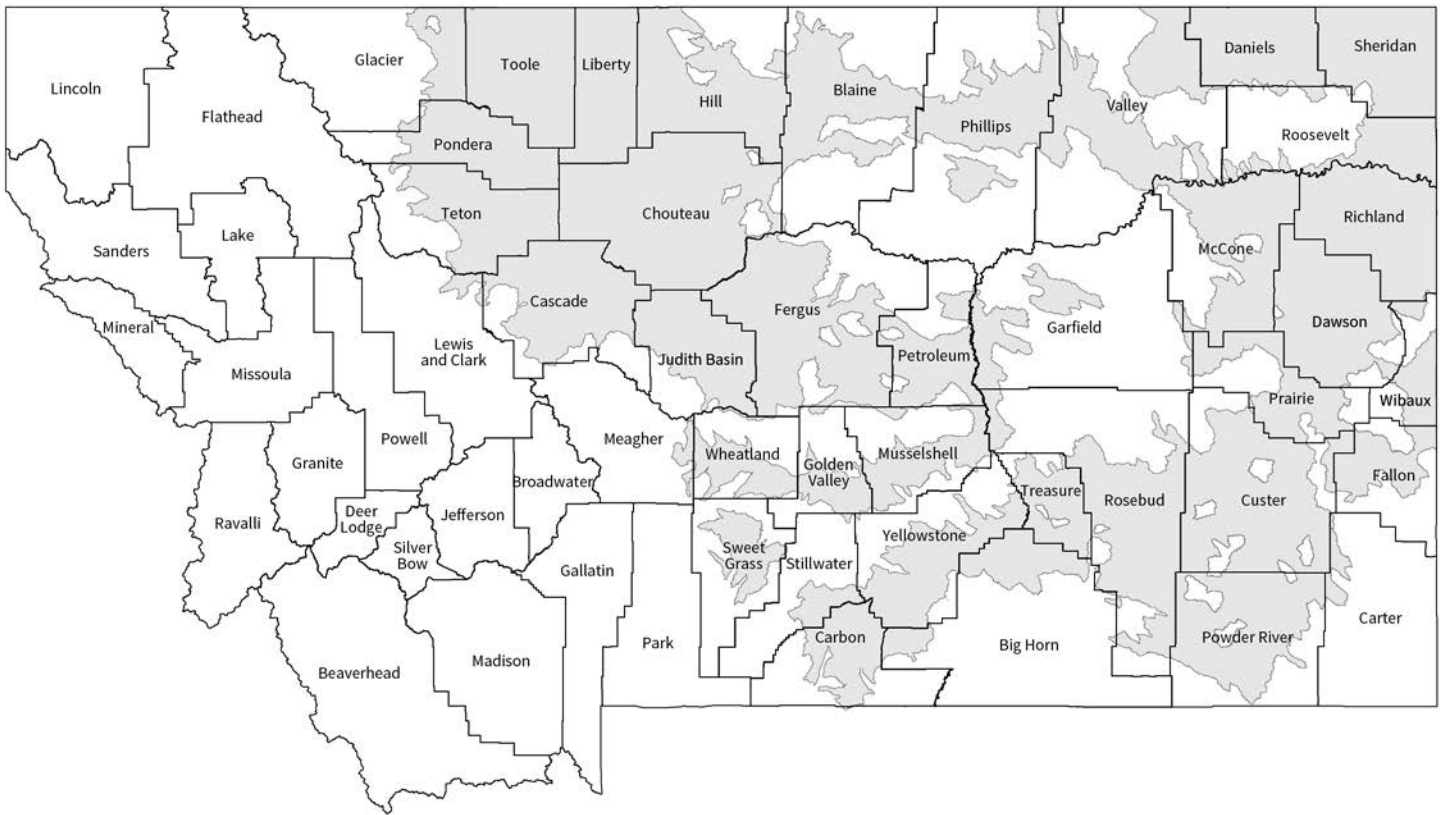 Glacier
Toole
Liberty
Daniels
Sheridan
Lincoln
Flathead
Hill
Blaine
Valley
Phillips
Roosevelt
Pondera
Teton
Chouteau
Richland
Lake
Sanders
McCone
Cascade
Fergus
Mineral
Garfield
Dawson
Lewis
and Clark
Judith Basin
Petroleum
Missoula
Prairie
Wibaux
Powell
Meagher
Wheatland
Musselshell
Granite
Golden
Valley
Broadwater
Fallon
Treasure
Rosebud
Custer
Ravalli
Deer
Lodge
Jefferson
Yellowstone
Silver
Bow
Sweet
Grass
Stillwater
Gallatin
Carter
Park
Carbon
Big Horn
Powder River
Madison
Beaverhead